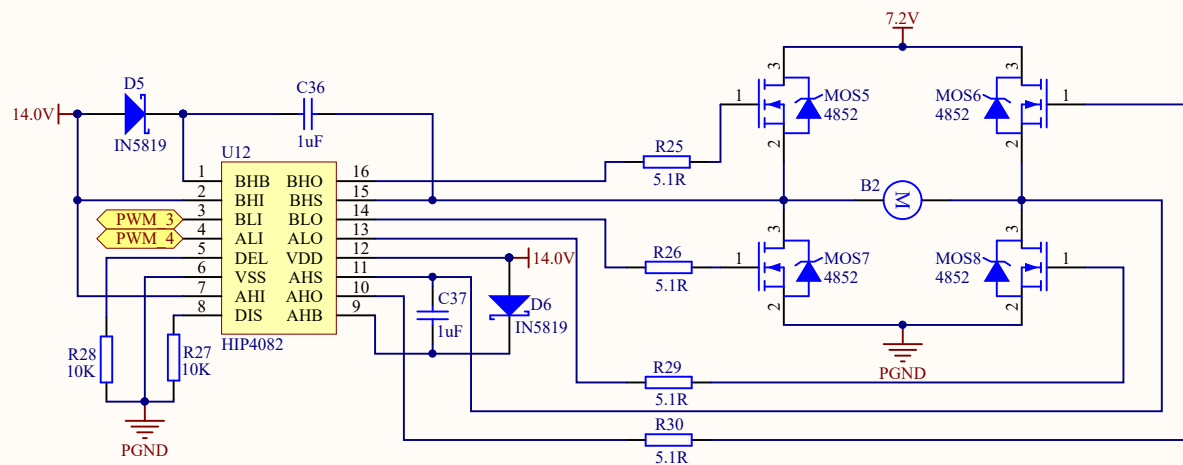 7.2V
D5
C36
14.0V
IN5819
1uF
U12
1 BHB BHO 16
2 BHI BHS 15
3 BLI BLO 14
4 ALI ALO 13
5 DEL VDD 12
6 VSS AHS 11
7 AHI AHO 10
8 DIS AHB 9
HIP4082
PWM_3
PWM_4
R28
10K
R27
10K
PGND
14.0V
C37
1uF
D6
IN5819
R25
5.1R
R26
5.1R
R29
5.1R
R30
5.1R
3
1
MOS5
4852
2
3
MOS6
4852
1
2
B2
M
3
1
MOS7
4852
2
3
MOS8
4852
1
2
PGND